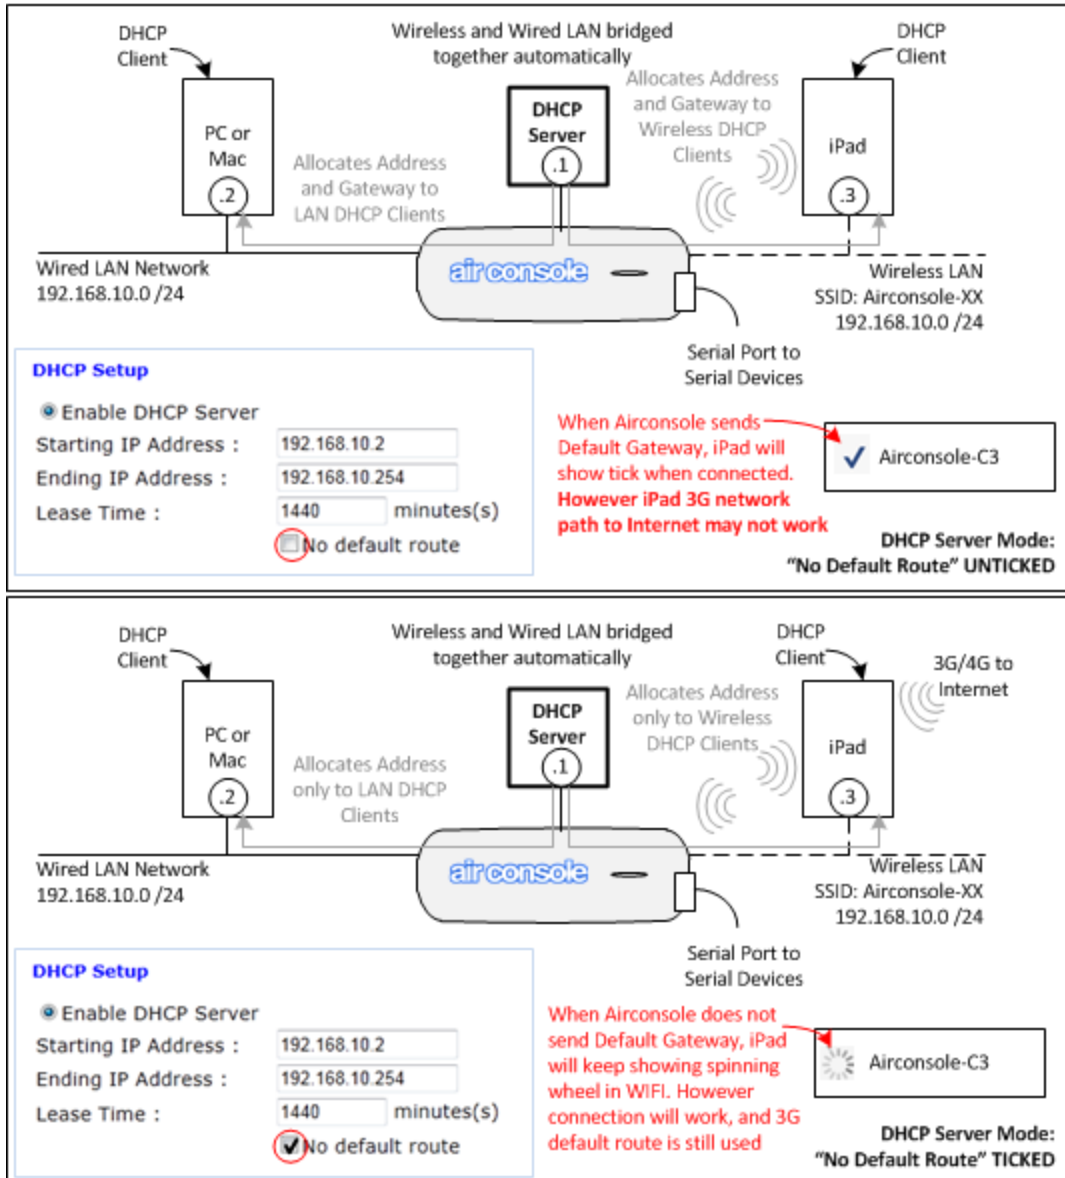 DHCP
Client
Wireless and Wired LAN bridged
together automatically
DHCP
Client
PC or
Mac
.2
Allocates Address
and Gateway to
LAN DHCP Clients
DHCP
Server
.1
Allocates Address
and Gateway to
Wireless DHCP
Clients
iPad
.3
Wired LAN Network
192.168.10.0 /24
airconsole
Wireless LAN
SSID: Airconsole-XX
192.168.10.0 /24
Serial Port to
Serial Devices
DHCP Setup
Enable DHCP Server
Starting IP Address : 192.168.10.2
Ending IP Address : 192.168.10.254
Lease Time : 1440 minutes(s)
No default route
When Airconsole sends
Default Gateway, iPad will
show tick when connected.
However iPad 3G network
path to Internet may not work
Airconsole-C3
DHCP Server Mode:
“No Default Route” UNTICKED
DHCP
Client
Wireless and Wired LAN bridged
together automatically
DHCP
Client
3G/4G to
Internet
PC or
Mac
.2
Allocates Address
only to LAN DHCP
Clients
DHCP
Server
.1
Allocates Address
only to Wireless
DHCP Clients
iPad
.3
Wired LAN Network
192.168.10.0 /24
airconsole
Wireless LAN
SSID: Airconsole-XX
192.168.10.0 /24
Serial Port to
Serial Devices
DHCP Setup
Enable DHCP Server
Starting IP Address : 192.168.10.2
Ending IP Address : 192.168.10.254
Lease Time : 1440 minutes(s)
No default route
When Airconsole does not
send Default Gateway, iPad
will keep showing spinning
wheel in WIFI. However
connection will work, and 3G
default route is still used
Airconsole-C3
DHCP Server Mode:
“No Default Route” TICKED